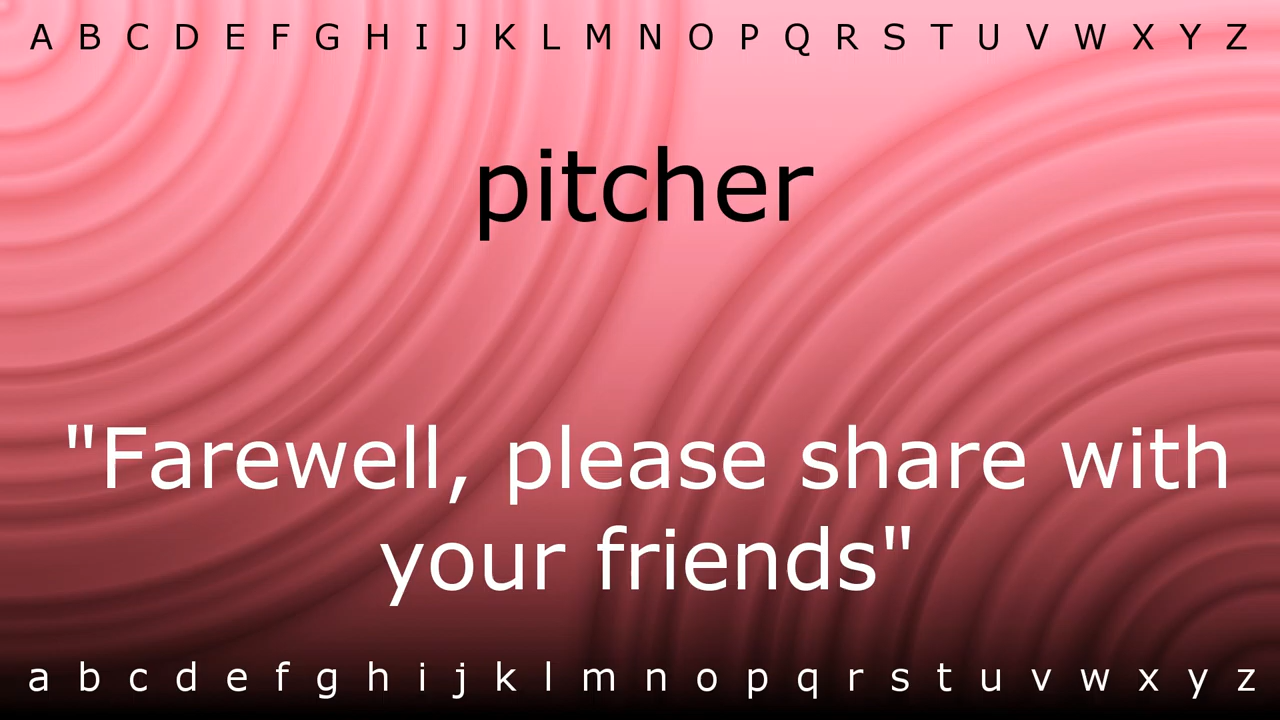 A B C D E F G H I J K L M N O P Q R S T U V W X Y Z
pitcher
"Farewell, please share with
your friends"
a b c d e f g h i j k l m n o p q r s t u v w x y z